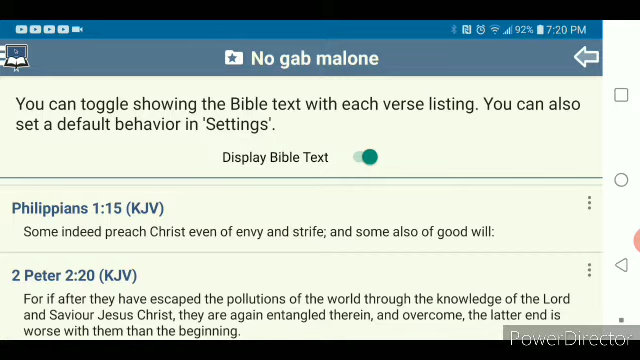 92% 7:20 PM
No gab malone
You can toggle showing the Bible text with each verse listing. You can also
set a default behavior in 'Settings'.
Display Bible Text
Philippians 1:15 (KJV)
Some indeed preach Christ even of envy and strife; and some also of good will:
2 Peter 2:20 (KJV)
For if after they have escaped the pollutions of the world through the knowledge of the Lord
and Saviour Jesus Christ, they are again entangled therein, and overcome, the latter end is
worse with them than the beginning.
PowerDirector